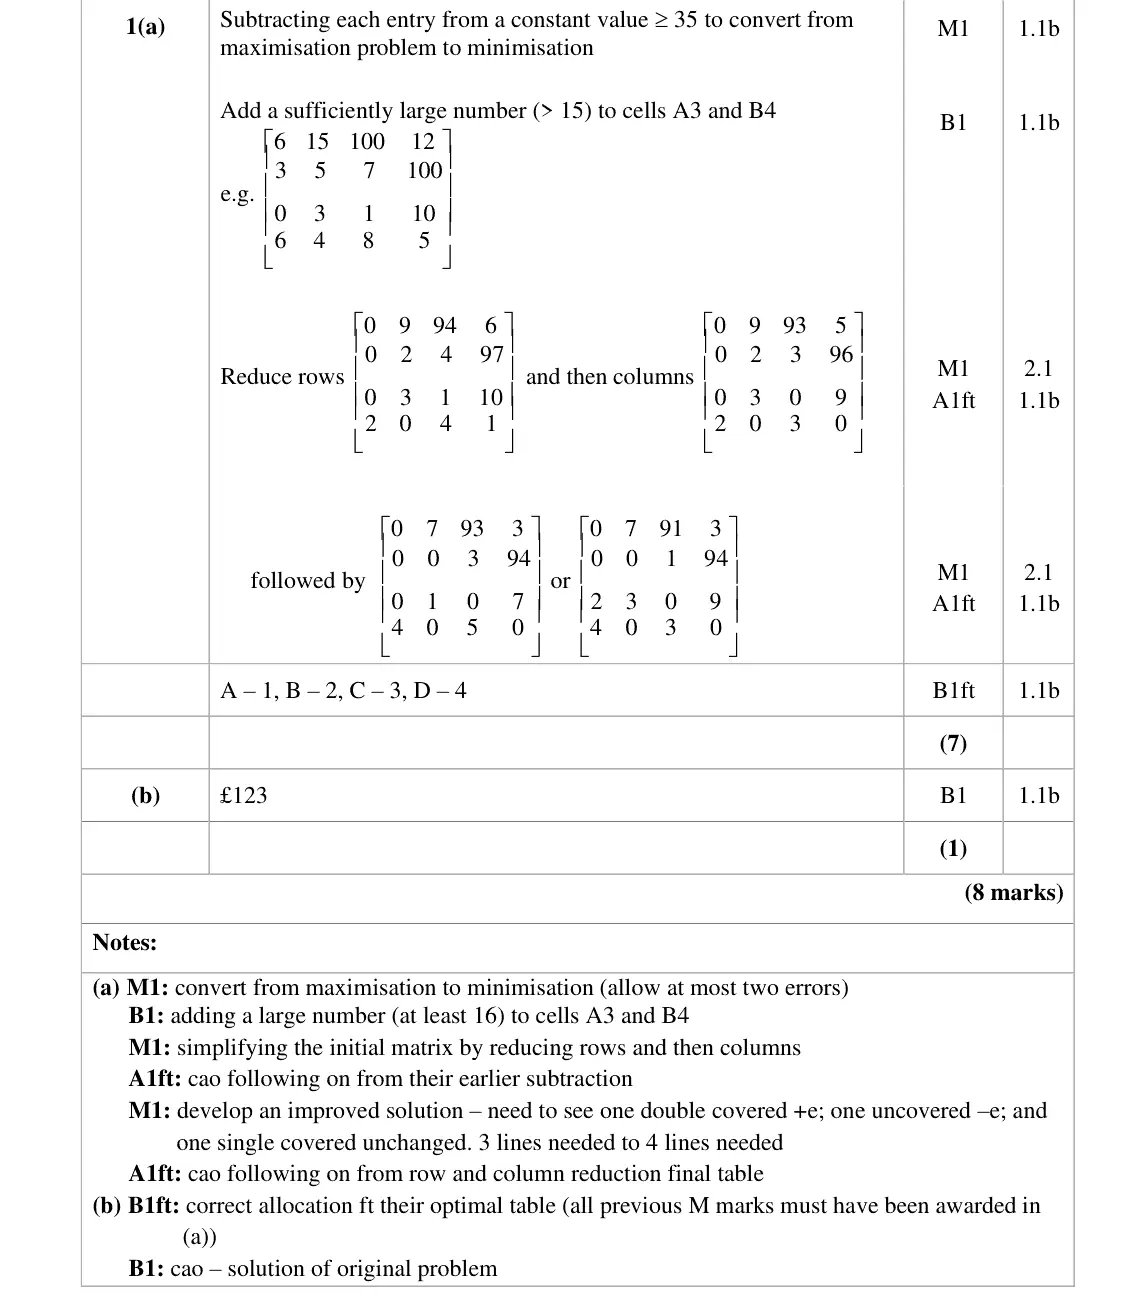 1(a) Subtracting each entry from a constant value ≥ 35 to convert from M1 1.1b
maximisation problem to minimisation
Add a sufficiently large number (> 15) to cells A3 and B4 B1 1.1b
6 15 100 12
3 5 7 100
e.g.
0 3 1 10
6 4 8 5
0 9 94 6 0 9 93 5
0 2 4 97 0 2 3 96
Reduce rows and then columns M1 2.1
0 3 1 10 0 3 0 9 A1ft 1.1b
2 0 4 1 2 0 3 0
0 7 93 3 0 7 91 3
0 0 3 94 0 0 1 94
followed by or M1 2.1
0 1 0 7 2 3 0 9 A1ft 1.1b
4 0 5 0 4 0 3 0
A – 1, B – 2, C – 3, D – 4 B1ft 1.1b
(7)
(b) £123 B1 1.1b
(1)
(8 marks)
Notes:
(a) M1: convert from maximisation to minimisation (allow at most two errors)
B1: adding a large number (at least 16) to cells A3 and B4
M1: simplifying the initial matrix by reducing rows and then columns
A1ft: cao following on from their earlier subtraction
M1: develop an improved solution – need to see one double covered +e; one uncovered –e; and
one single covered unchanged. 3 lines needed to 4 lines needed
A1ft: cao following on from row and column reduction final table
(b) B1ft: correct allocation ft their optimal table (all previous M marks must have been awarded in
(a))
B1: cao – solution of original problem